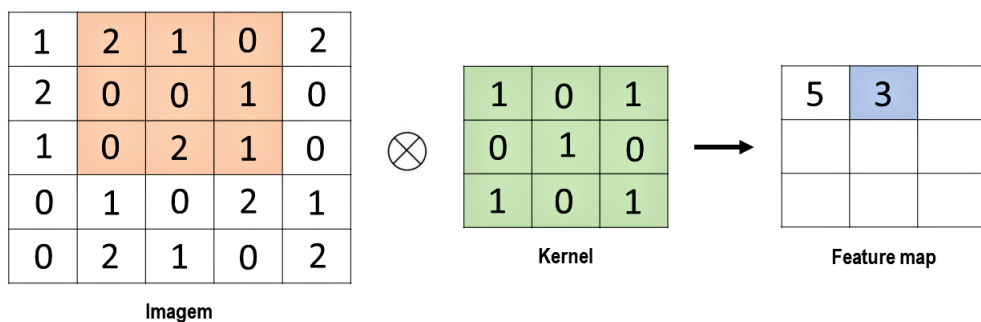 1 2 1 0 2
2 0 0 1 0
1 0 2 1 0
0 1 0 2 1
0 2 1 0 2
Imagem
1 0 1
0 1 0
1 0 1
Kernel
5 3
Feature map